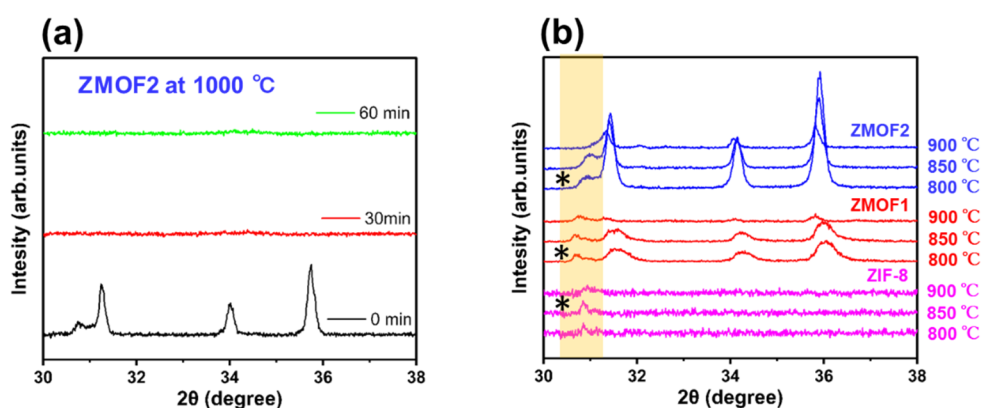 (a)
ZMOF2 at 1000 ℃
60 min
30min
0 min
Intesity (arb.units)
30 32 34 36 38
2θ (degree)
(b)
ZMOF2
900 ℃
850 ℃
* 800 ℃
ZMOF1
900 ℃
850 ℃
* 800 ℃
ZIF-8
900 ℃
* 850 ℃
800 ℃
Intesity (arb.units)
30 32 34 36 38
2θ (degree)